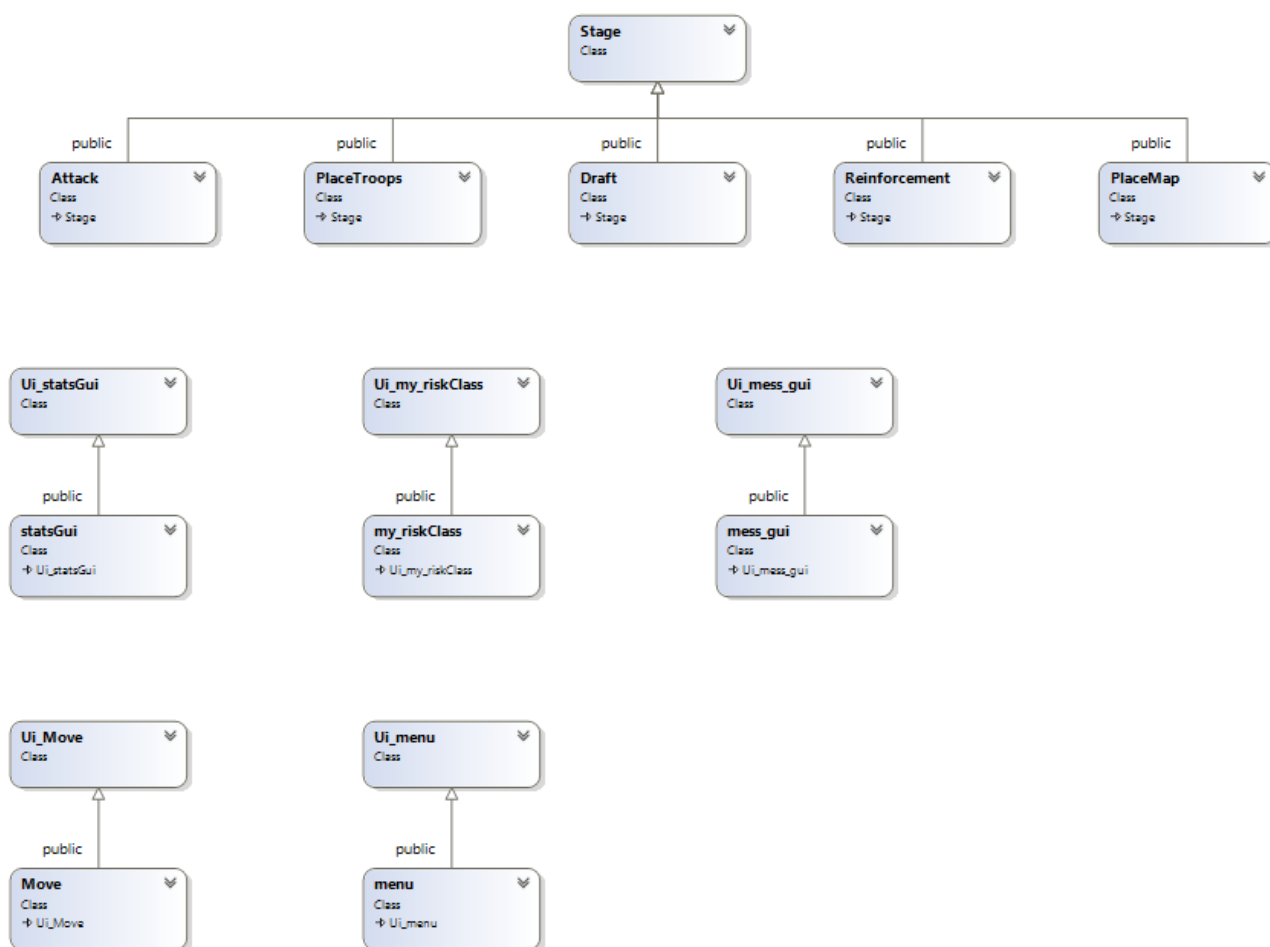 Stage
Class
public
public
public
public
public
Attack
Class
Stage
PlaceTroops
Class
Stage
Draft
Class
Stage
Reinforcement
Class
Stage
PlaceMap
Class
Stage
Ui_statsGui
Class
Ui_my_riskClass
Class
Ui_mess_gui
Class
public
public
public
statsGui
Class
Ui_statsGui
my_riskClass
Class
Ui_my_riskClass
mess_gui
Class
Ui_mess_gui
Ui_Move
Class
Ui_menu
Class
public
public
Move
Class
Ui_Move
menu
Class
Ui_menu